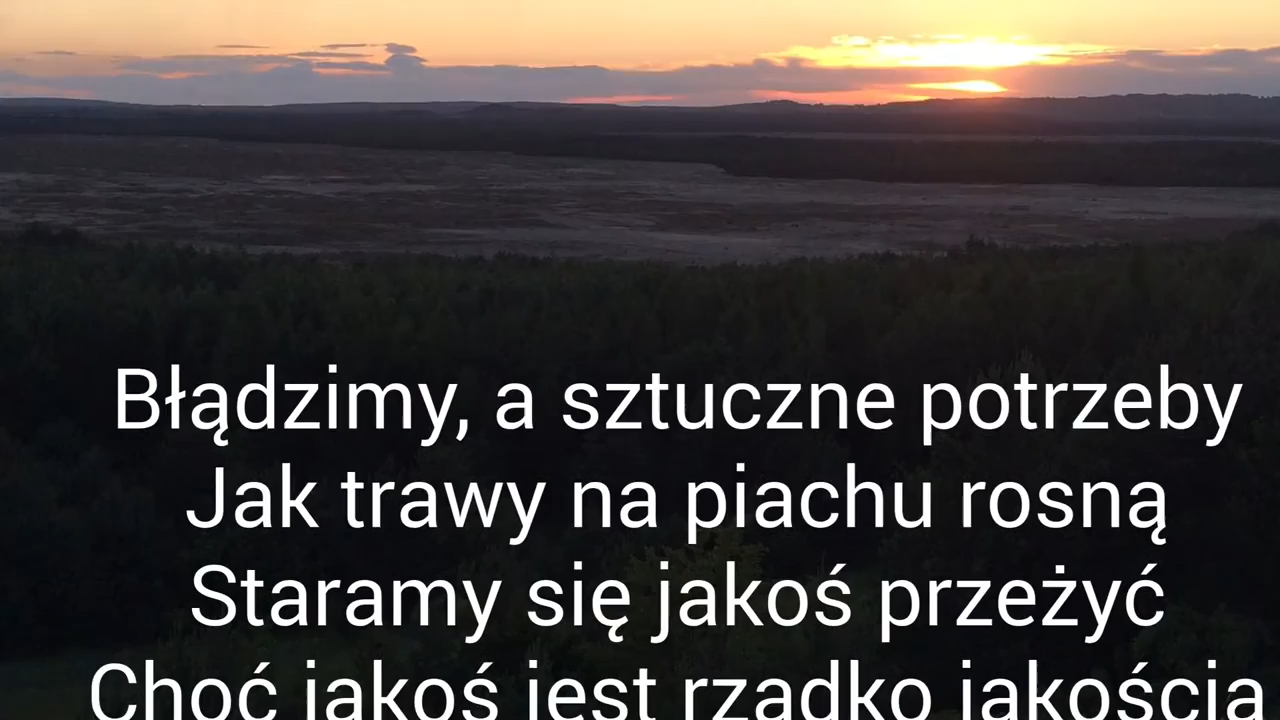 Błądzimy, a sztuczne potrzeby
Jak trawy na piachu rosną
Staramy się jakoś przeżyć
Choć jakoś jest rzadko jakością